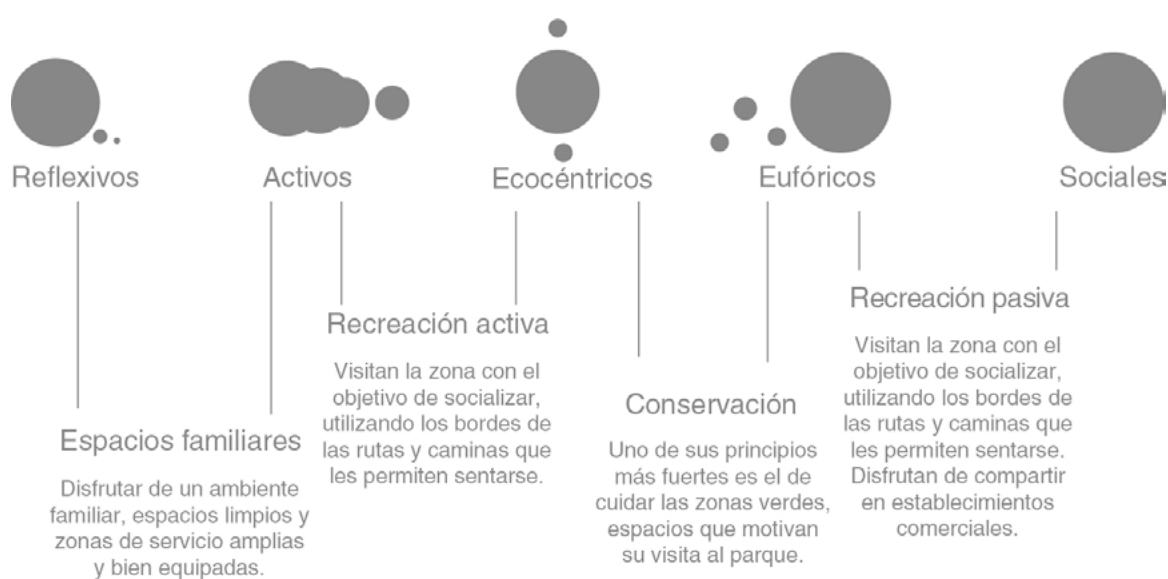 Reflexivos
Activos
Ecocéntricos
Eufóricos
Sociales
Espacios familiares
Disfrutar de un ambiente
familiar, espacios limpios y
zonas de servicio amplias
y bien equipadas.
Recreación activa
Visitan la zona con el
objetivo de socializar,
utilizando los bordes de
las rutas y caminas que
les permiten sentarse.
Conservación
Uno de sus principios
más fuertes es el de
cuidar las zonas verdes,
espacios que motivan
su visita al parque.
Recreación pasiva
Visitan la zona con el
objetivo de socializar,
utilizando los bordes de
las rutas y caminas que
les permiten sentarse.
Disfrutan de compartir
en establecimientos
comerciales.